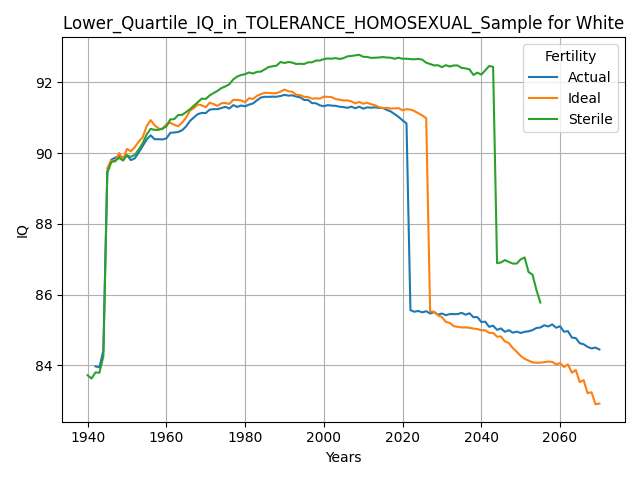 Lower_Quartile_IQ_in_TOLERANCE_HOMOSEXUAL_Sample for White
Fertility
Actual
Ideal
Sterile
IQ
92
90
88
86
84
1940 1960 1980 2000 2020 2040 2060
Years